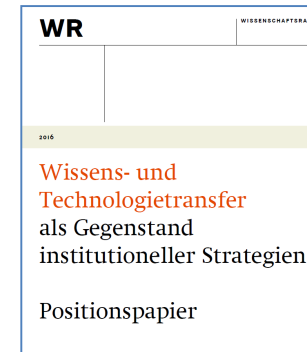 WR
WISSENSCHAFTSRA
2016
Wissens- und
Technologietransfer
als Gegenstand
institutioneller Strategien
Positionspapier